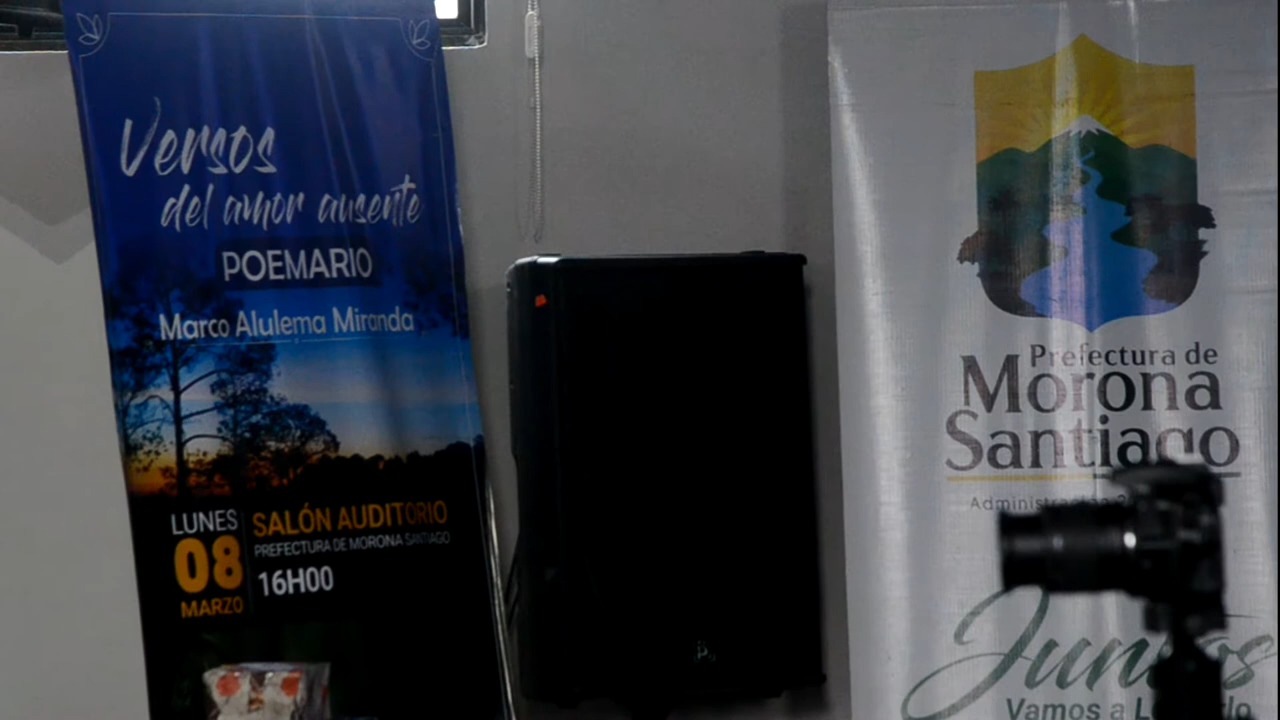 Versos
del amor ausente
POEMARIO
Marco Alulema Miranda
LUNES
08
MARZO
SALÓN AUDITORIO
PREFECTURA DE MORONA SANTIAGO
16H00
Prefectura de
Morona
Santiago
Juntos
Vamos a